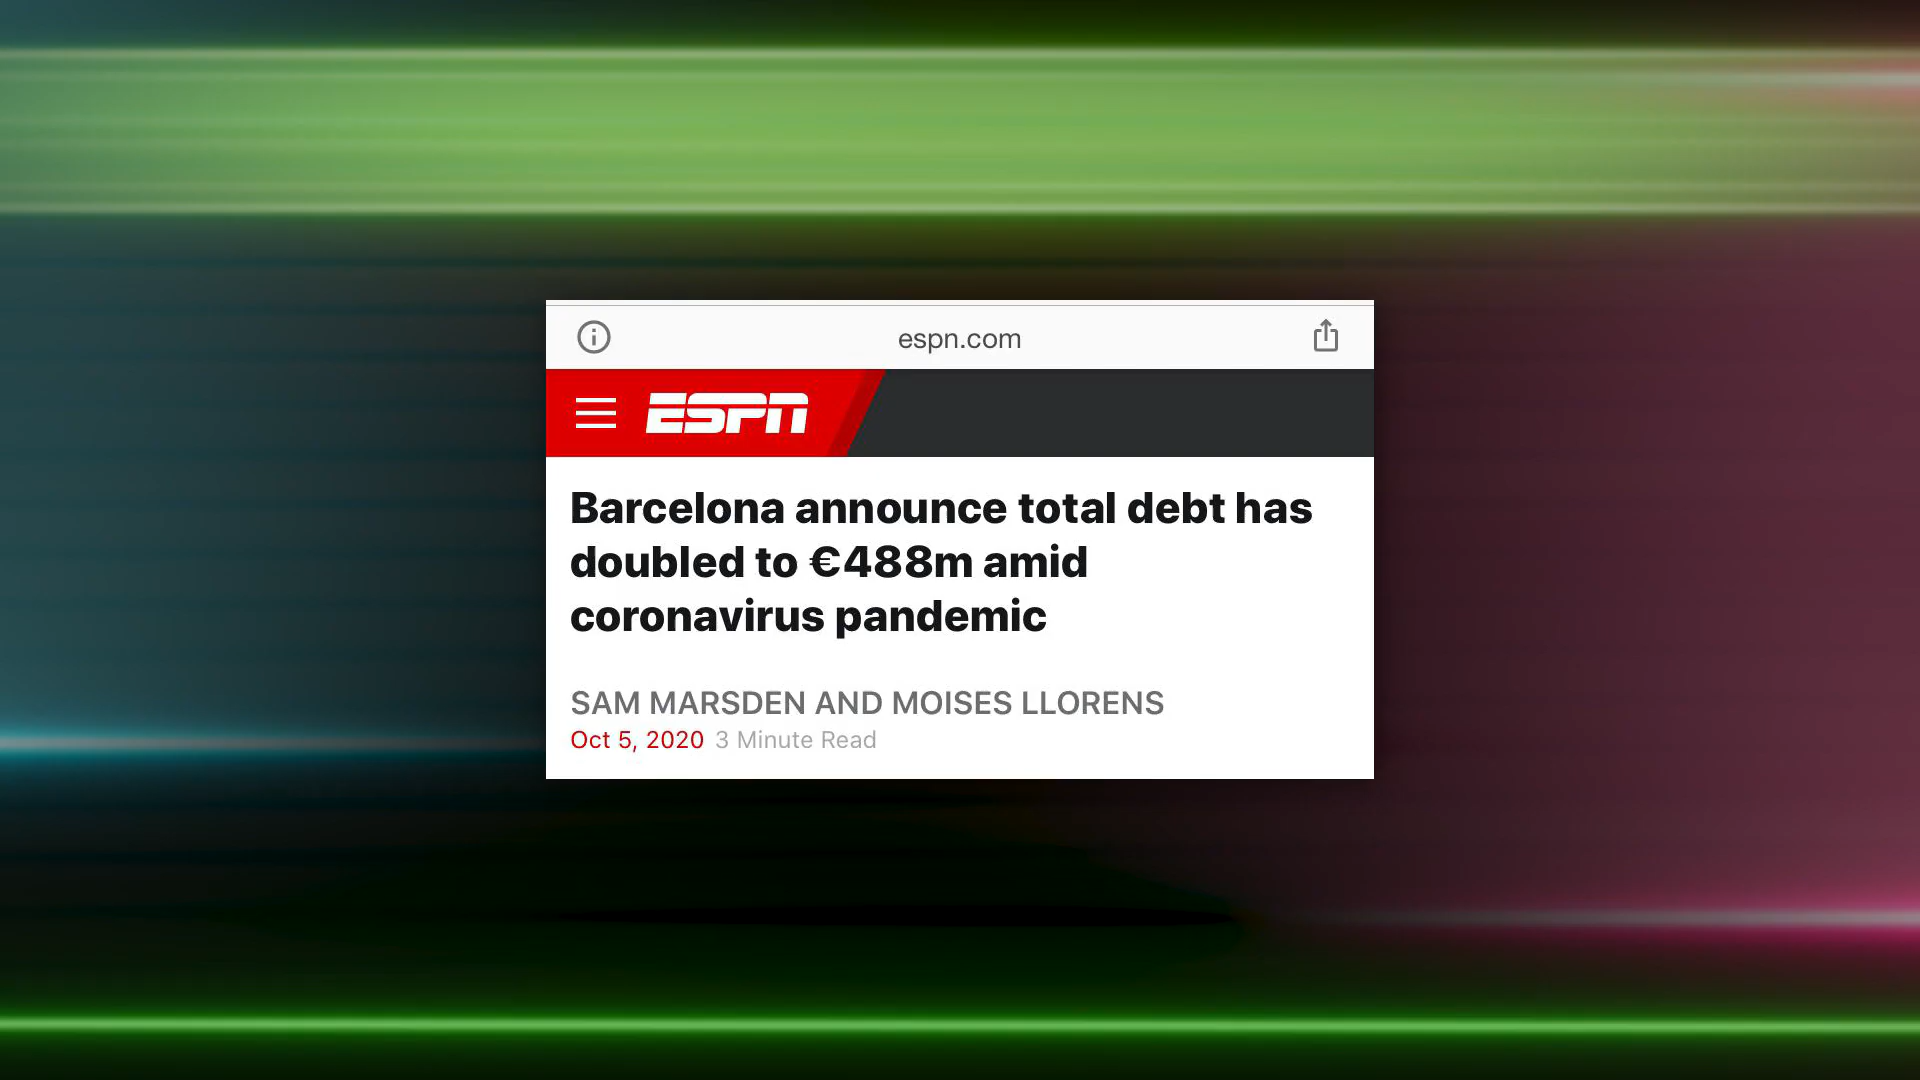 espn.com
ESPN
Barcelona announce total debt has
doubled to €488m amid
coronavirus pandemic
SAM MARSDEN AND MOISES LLORENS
Oct 5, 2020 3 Minute Read